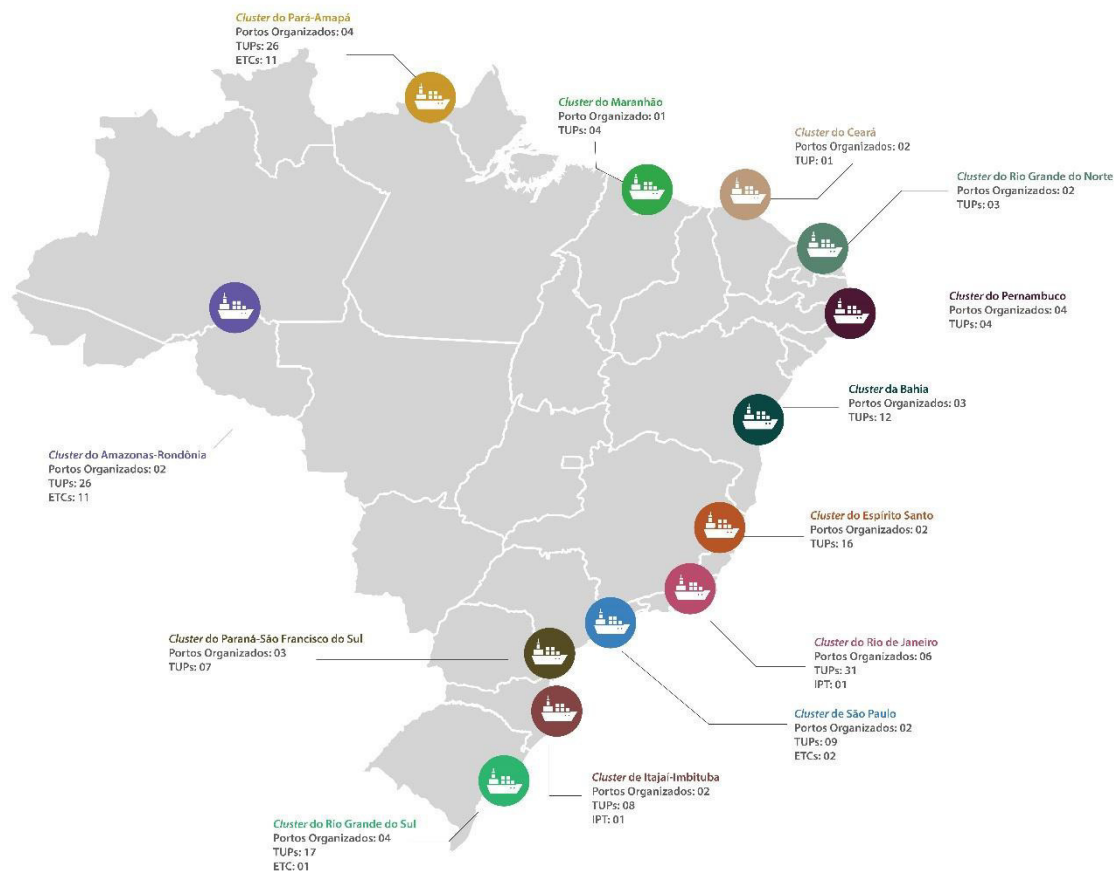 Cluster do Pará-Amapá
Portos Organizados: 04
TUPs: 26
ETCs: 11
Cluster do Maranhão
Porto Organizado: 01
TUPs: 04
Cluster do Ceará
Portos Organizados: 02
TUP: 01
Cluster do Rio Grande do Norte
Portos Organizados: 02
TUPs: 03
Cluster do Pernambuco
Portos Organizados: 04
TUPs: 04
Cluster da Bahia
Portos Organizados: 03
TUPs: 12
Cluster do Amazonas-Rondônia
Portos Organizados: 02
TUPs: 26
ETCs: 11
Cluster do Espírito Santo
Portos Organizados: 02
TUPs: 16
Cluster do Paraná-São Francisco do Sul
Portos Organizados: 03
TUPs: 07
Cluster do Rio de Janeiro
Portos Organizados: 06
TUPs: 31
IPT: 01
Cluster de São Paulo
Portos Organizados: 02
TUPs: 09
ETCs: 02
Cluster de Itajaí-Imbituba
Portos Organizados: 02
TUPs: 08
IPT: 01
Cluster do Rio Grande do Sul
Portos Organizados: 04
TUPs: 17
ETC: 01